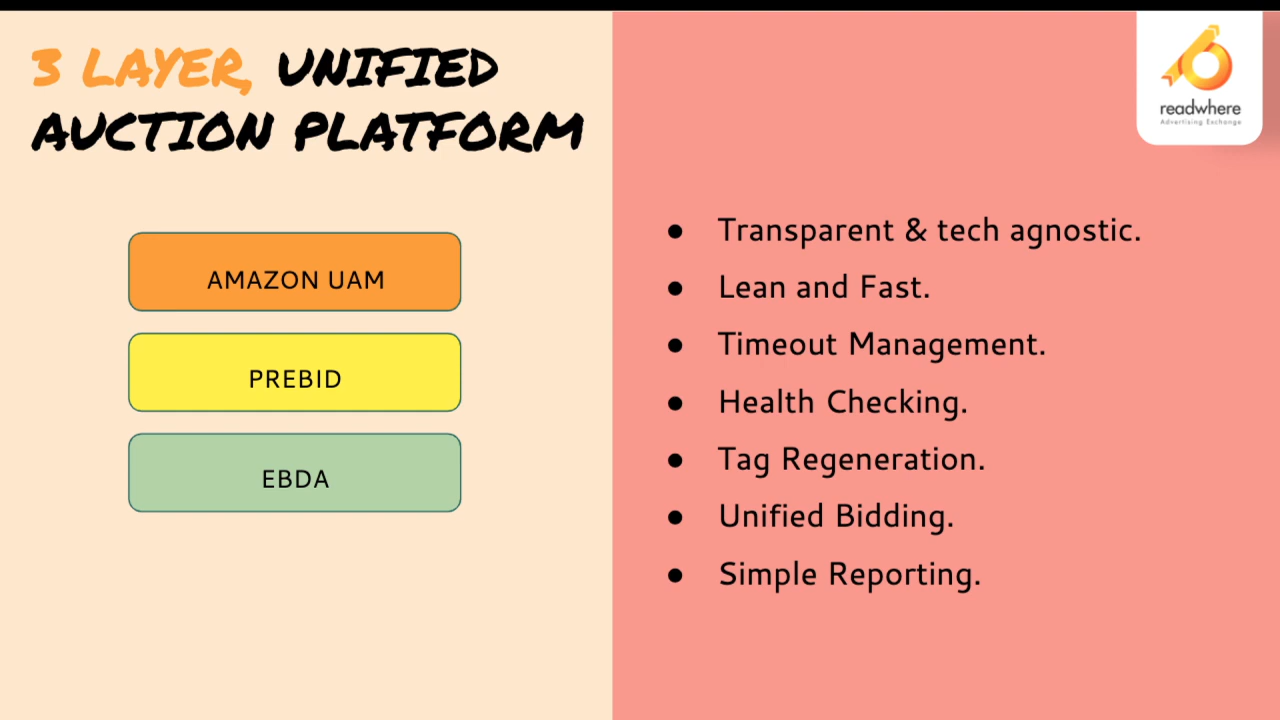 3 LAYER, UNIFIED
AUCTION PLATFORM
AMAZON UAM
PREBID
EBDA
readwhere
Advertising Exchange
• Transparent & tech agnostic.
• Lean and Fast.
• Timeout Management.
• Health Checking.
• Tag Regeneration.
• Unified Bidding.
• Simple Reporting.